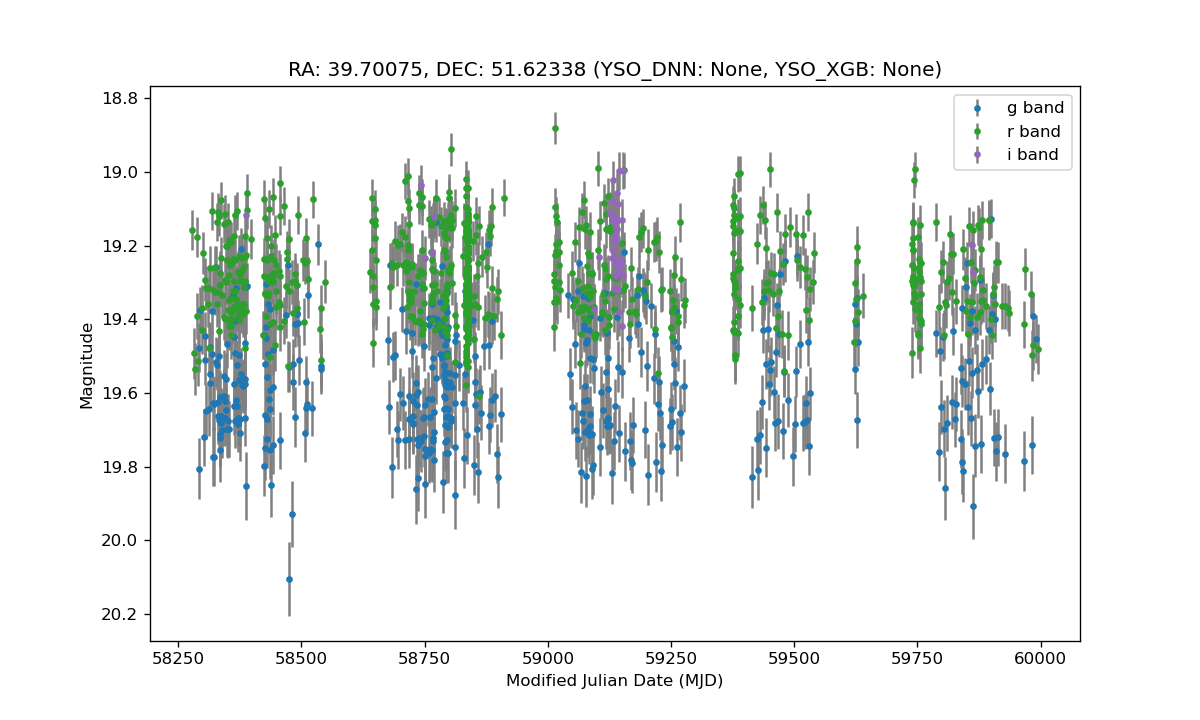 RA: 39.70075, DEC: 51.62338 (YSO_DNN: None, YSO_XGB: None)
g band
r band
i band
Magnitude
18.8
19.0
19.2
19.4
19.6
19.8
20.0
20.2
58250 58500 58750 59000 59250 59500 59750 60000
Modified Julian Date (MJD)